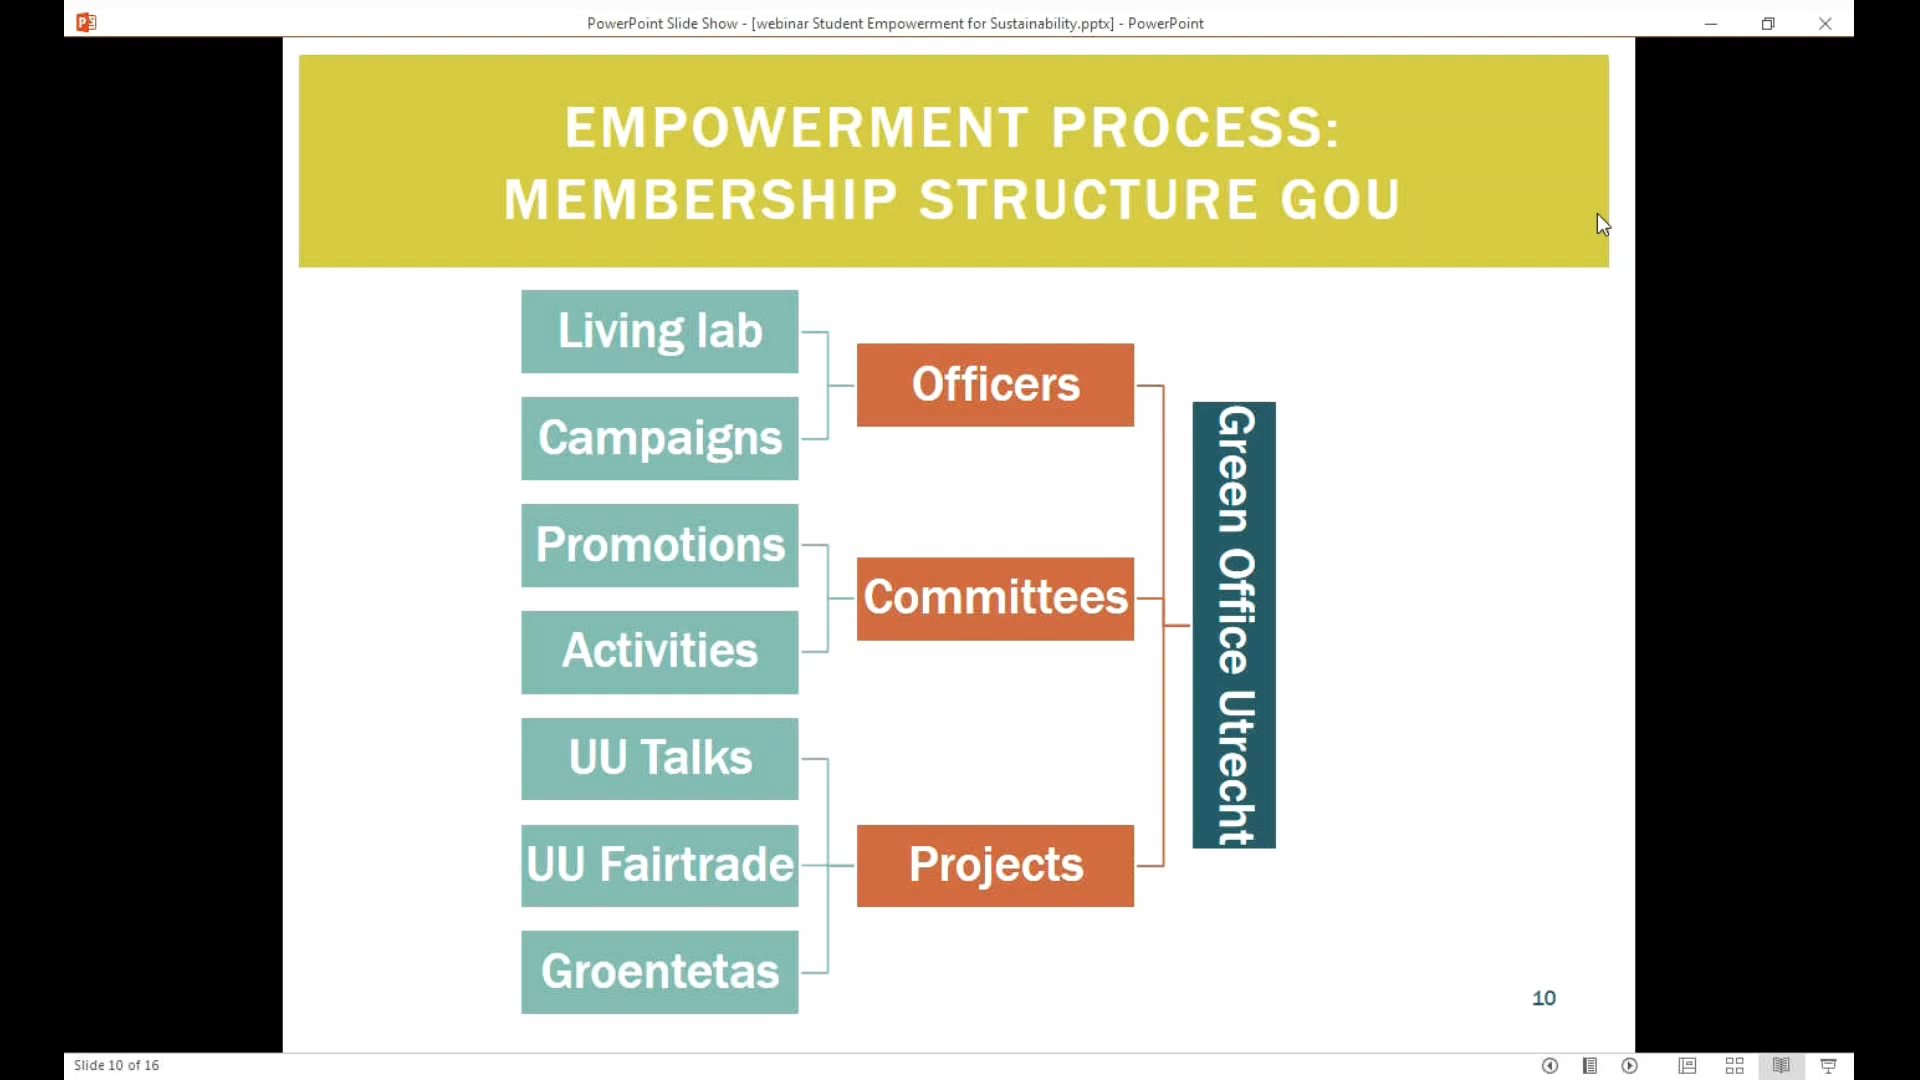 PowerPoint Slide Show - [webinar Student Empowerment for Sustainability.pptx] - PowerPoint
EMPOWERMENT PROCESS:
MEMBERSHIP STRUCTURE GOU
Living lab
Campaigns
Promotions
Activities
UU Talks
UU Fairtrade
Groentetas
Officers
Committees
Projects
Green Office Utrecht
10
Slide 10 of 16